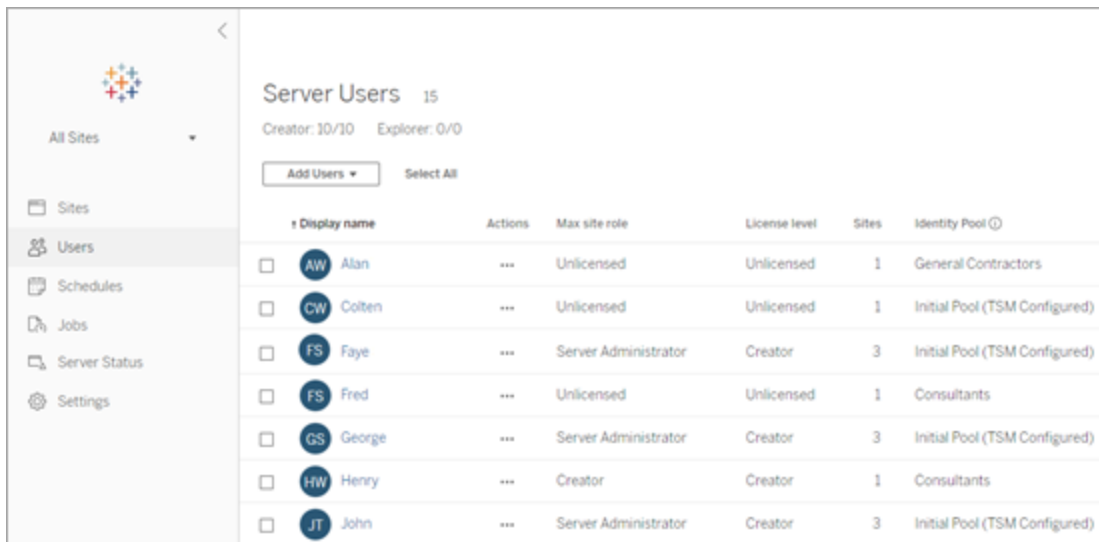 All Sites
Sites
Users
Schedules
Jobs
Server Status
Settings
Server Users 15
Creator: 10/10 Explorer: 0/0
Add Users Select All
↑ Display name Actions Max site role License level Sites Identity Pool
AW Alan ... Unlicensed Unlicensed 1 General Contractors
CW Colten ... Unlicensed Unlicensed 1 Initial Pool (TSM Configured)
FS Faye ... Server Administrator Creator 3 Initial Pool (TSM Configured)
FS Fred ... Unlicensed Unlicensed 1 Consultants
GS George ... Server Administrator Creator 3 Initial Pool (TSM Configured)
HW Henry ... Creator Creator 1 Consultants
JT John ... Server Administrator Creator 3 Initial Pool (TSM Configured)